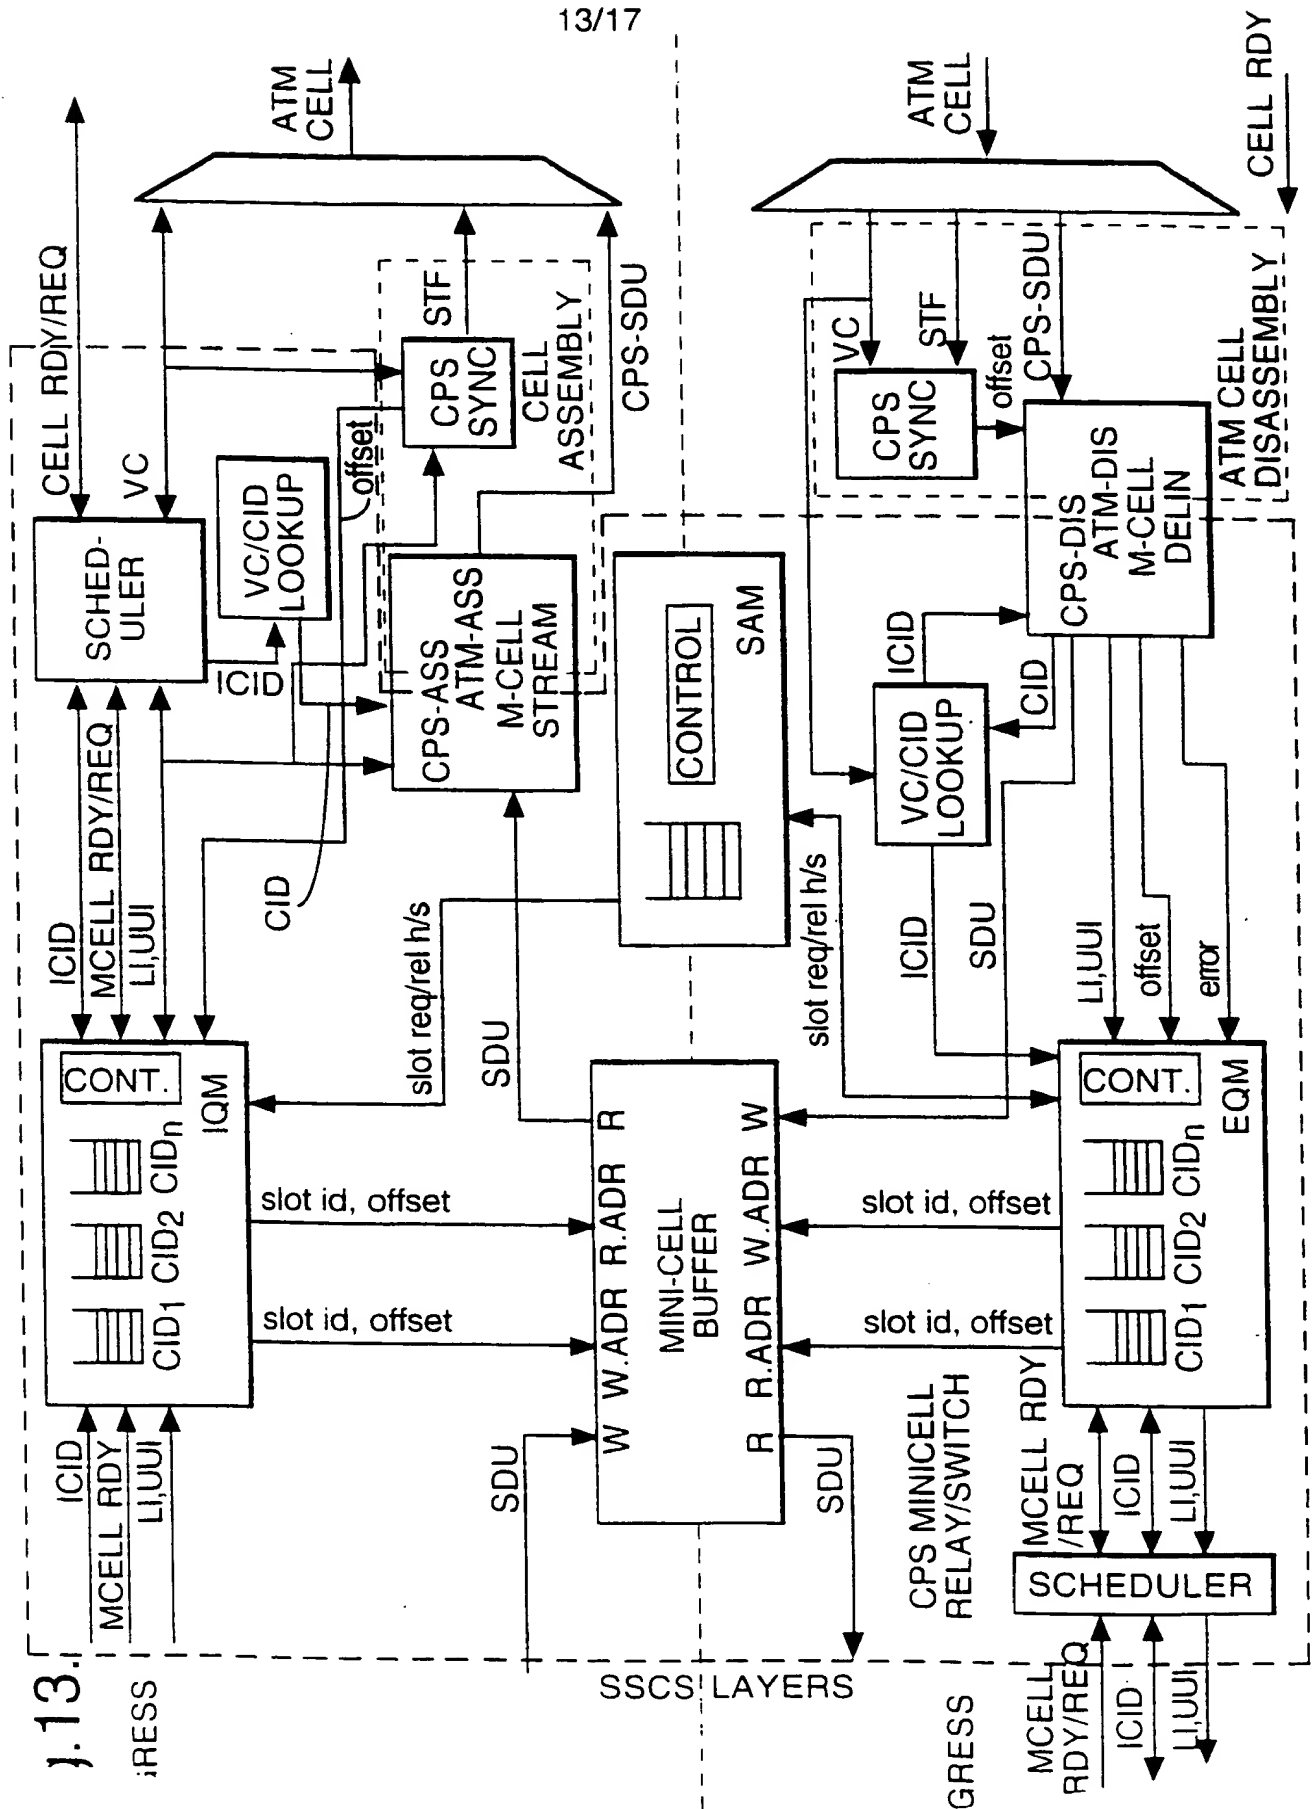 13/17
CELL RDY/REQ
VC
ATM
CELL
SCHED-
ULER
VC/CID
LOOKUP
ICID
offset
CPS
SYNC
STF
CELL
ASSEMBLY
CPS-SDU
CPS-ASS
ATM-ASS
M-CELL
STREAM
ICID
MCELL RDY/REQ
LI,UUI
CID
slot req/rel h/s
SDU
CONT.
IQM
CIDn
CID2
CID1
slot id, offset
slot id, offset
ICID
MCELL RDY
LI,UUI
SDU
CONTROL
SAM
W W.ADR R.ADR R
MINI-CELL
BUFFER
R R.ADR W.ADR W
SDU
SSCS LAYERS
ATM
CELL
CELL RDY
VC
STF
CPS-SDU
CPS
SYNC
offset
ATM CELL
DISASSEMBLY
CPS-DIS
ATM-DIS
M-CELL
DELIN
ICID
CID
VC/CID
LOOKUP
slot req/rel h/s
ICID
SDU
LI,UUI
offset
error
CONT.
EQM
CIDn
CID2
CID1
slot id, offset
slot id, offset
CPS MINICELL
RELAY/SWITCH
MCELL RDY
/REQ
ICID
LI,UUI
SCHEDULER
MCELL
RDY/REQ
ICID
LI,UUI
GRESS
RESS
.13.